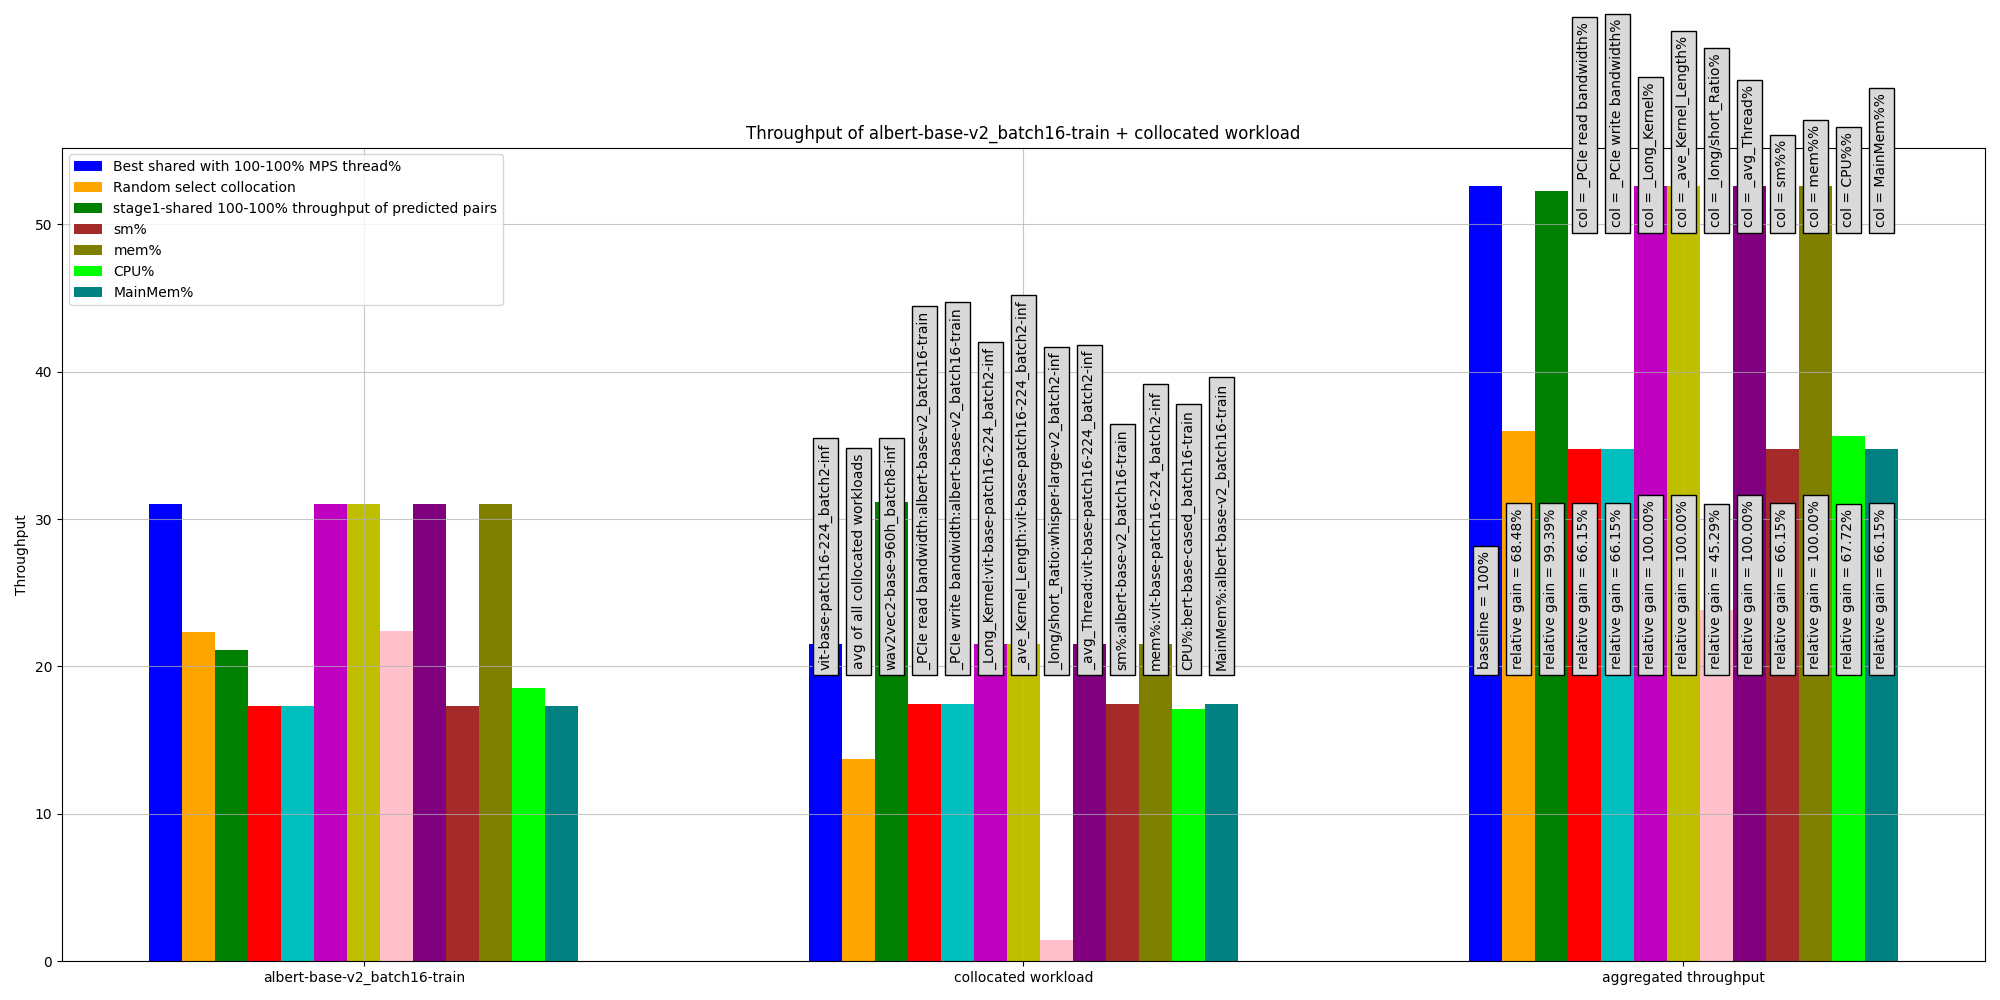 col = _PCIe read bandwidth%
col = _PCIe write bandwidth%
col = _Long_Kernel%
col = _ave_Kernel_Length%
col = _long/short_Ratio%
col = _avg_Thread%
col = sm%%
col = mem%%
col = CPU%%
col = MainMem%%
Throughput of albert-base-v2_batch16-train + collocated workload
Best shared with 100-100% MPS thread%
Random select collocation
stage1-shared 100-100% throughput of predicted pairs
sm%
mem%
CPU%
MainMem%
Throughput
50
40
30
20
10
0
vit-base-patch16-224_batch2-inf
avg of all collocated workloads
wav2vec2-base-960h_batch8-inf
_PCIe read bandwidth:albert-base-v2_batch16-train
_PCIe write bandwidth:albert-base-v2_batch16-train
_Long_Kernel:vit-base-patch16-224_batch2-inf
_ave_Kernel_Length:vit-base-patch16-224_batch2-inf
_long/short_Ratio:whisper-large-v2_batch2-inf
_avg_Thread:vit-base-patch16-224_batch2-inf
sm%:albert-base-v2_batch16-train
mem%:vit-base-patch16-224_batch2-inf
CPU%:bert-base-cased_batch16-train
MainMem%:albert-base-v2_batch16-train
baseline = 100%
relative gain = 68.48%
relative gain = 99.39%
relative gain = 66.15%
relative gain = 66.15%
relative gain = 100.00%
relative gain = 100.00%
relative gain = 45.29%
relative gain = 100.00%
relative gain = 66.15%
relative gain = 100.00%
relative gain = 67.72%
relative gain = 66.15%
albert-base-v2_batch16-train
collocated workload
aggregated throughput